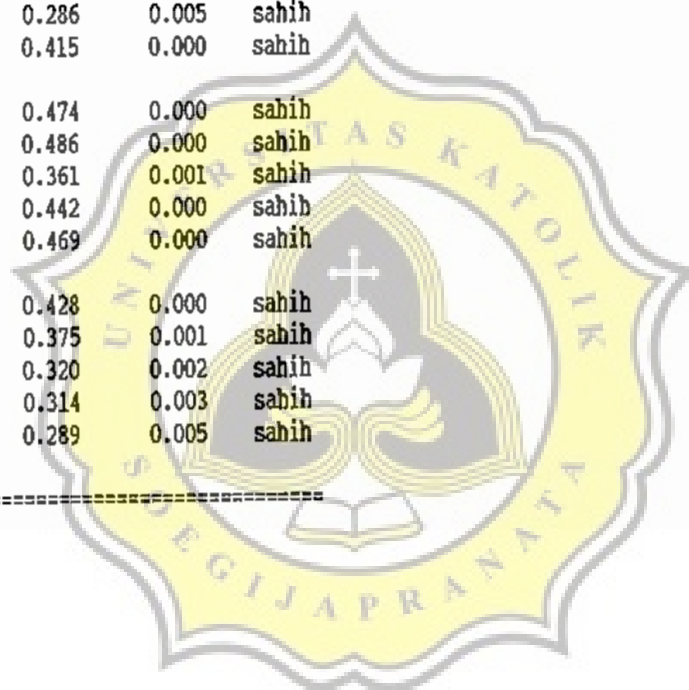 0.286 0.005 sahih
0.415 0.000 sahih
0.474 0.000 sahih
0.486 0.000 sahih
0.361 0.001 sahih
0.442 0.000 sahih
0.469 0.000 sahih
0.428 0.000 sahih
0.375 0.001 sahih
0.320 0.002 sahih
0.314 0.003 sahih
0.289 0.005 sahih
UNIVERSITAS KATOLIK
SOEGIJAPRANATA